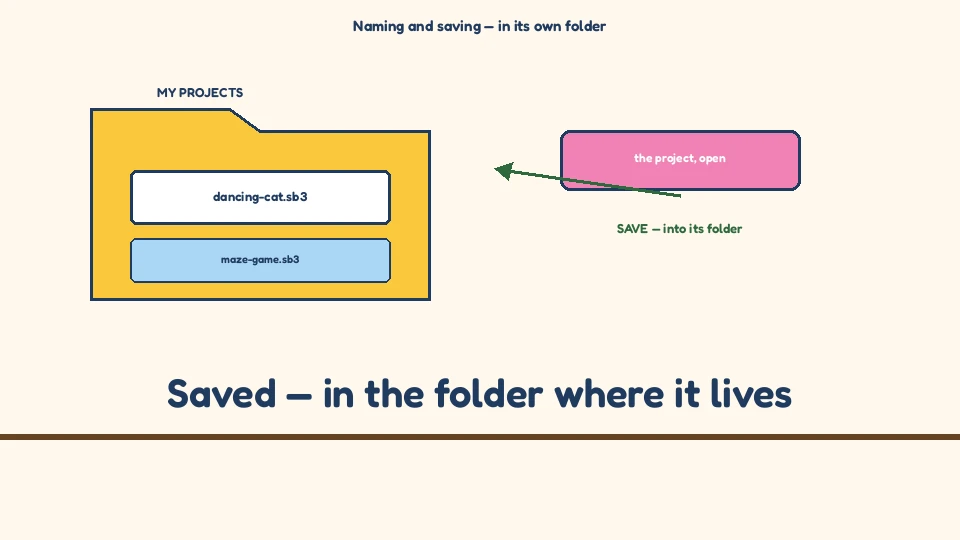 Naming and saving — in its own folder
MY PROJECTS
dancing-cat.sb3
maze-game.sb3
the project, open
SAVE — into its folder
Saved — in the folder where it lives